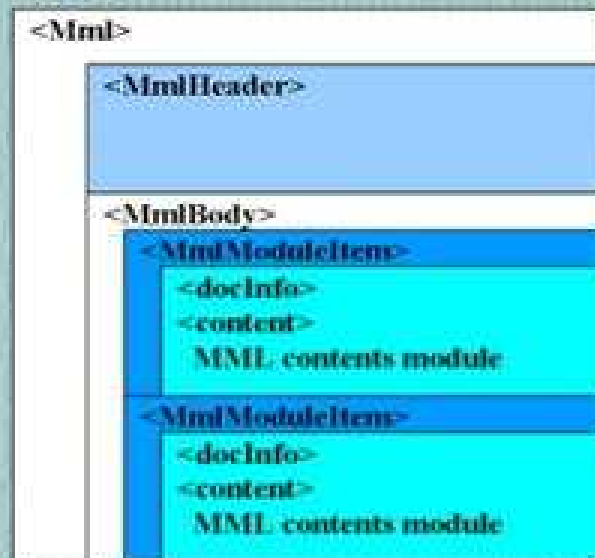 <Mml>
<MmlHeader>
<MmlBody>
<MmlModuleItem>
<docInfo>
<content>
MML contents module
<MmlModuleItem>
<docInfo>
<content>
MML contents module